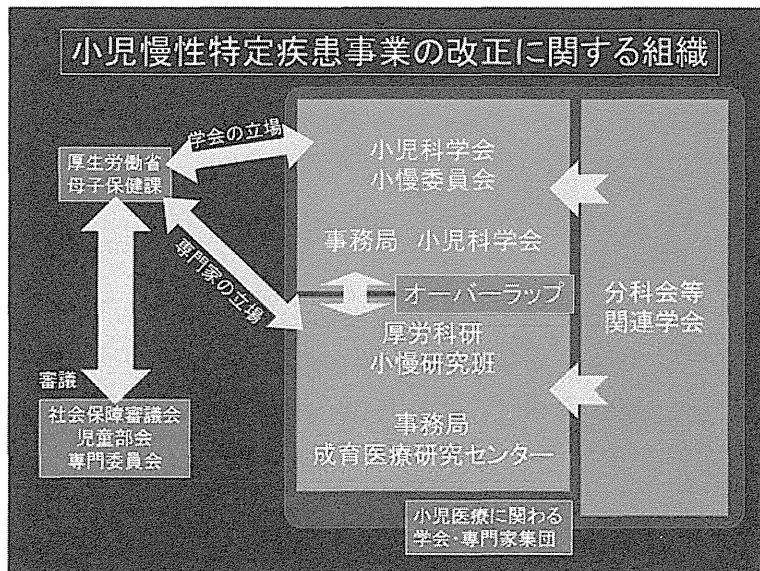 小児慢性特定疾患事業の改正に関する組織
学会の立場
厚生労働省
母子保健課
専門家の立場
審議
社会保障審議会
児童部会
専門委員会
小児科学会
小慢委員会
事務局 小児科学会
オーバーラップ
厚労科研
小慢研究班
事務局
成育医療研究センター
分科会等
関連学会
小児医療に関わる
学会・専門家集団